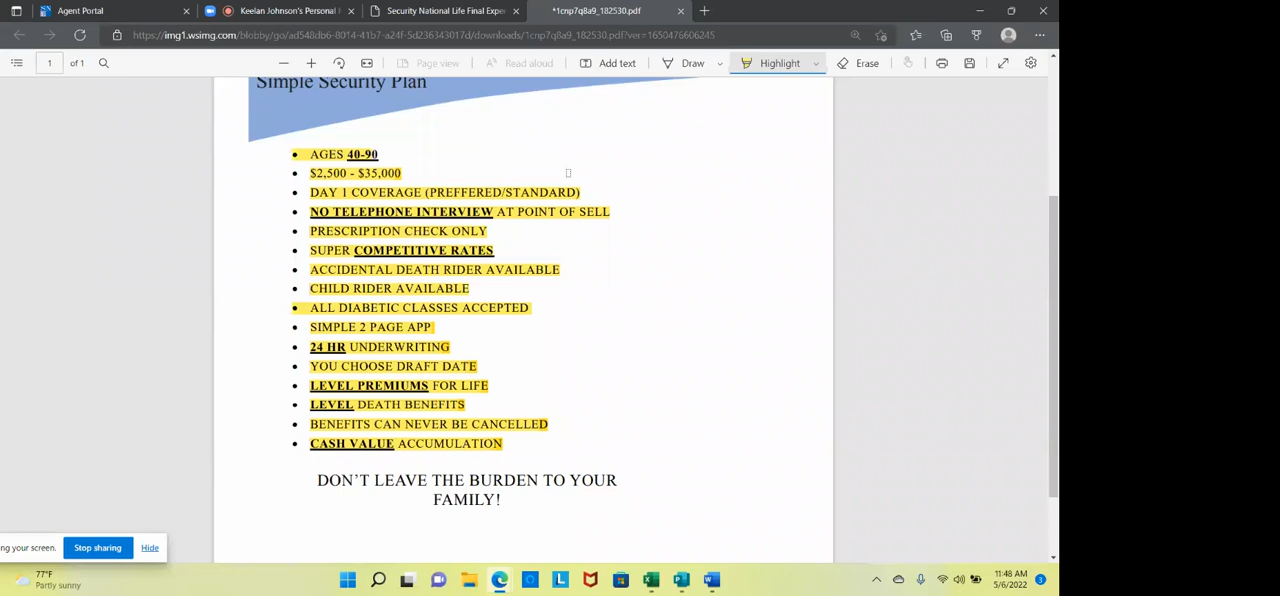 Agent Portal
Keelan Johnson's Personal
Security National Life Final Expe
*1cnp7q8a9_182530.pdf
https://img1.wsimg.com/blobby/go/ad548db6-8014-41b7-a24f-5d236343017d/downloads/1cnp7q8a9_182530.pdf?ver=1650476606245
1 of 1
Page view
Read aloud
Add text
Draw
Highlight
Erase
Simple Security Plan
• AGES 40-90
• $2,500 - $35,000
• DAY 1 COVERAGE (PREFFERED/STANDARD)
• NO TELEPHONE INTERVIEW AT POINT OF SELL
• PRESCRIPTION CHECK ONLY
• SUPER COMPETITIVE RATES
• ACCIDENTAL DEATH RIDER AVAILABLE
• CHILD RIDER AVAILABLE
• ALL DIABETIC CLASSES ACCEPTED
• SIMPLE 2 PAGE APP
• 24 HR UNDERWRITING
• YOU CHOOSE DRAFT DATE
• LEVEL PREMIUMS FOR LIFE
• LEVEL DEATH BENEFITS
• BENEFITS CAN NEVER BE CANCELLED
• CASH VALUE ACCUMULATION
DON'T LEAVE THE BURDEN TO YOUR
FAMILY!
ng your screen.
Stop sharing
Hide
77°F
Partly sunny
11:48 AM
5/6/2022
3